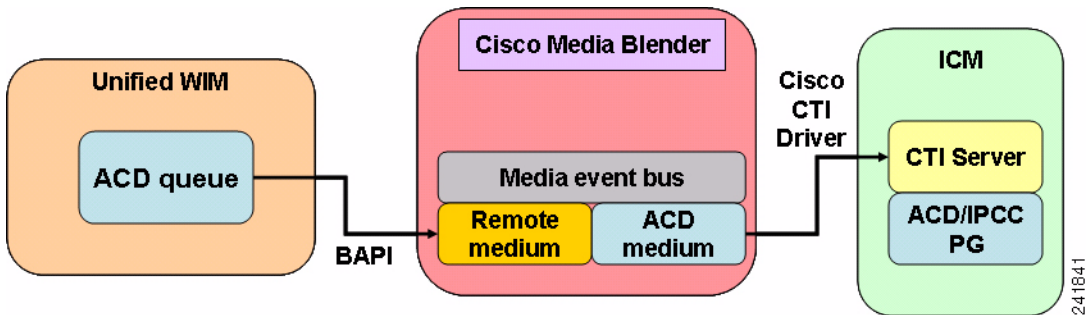 Unified WIM
ACD queue
BAPI
Cisco Media Blender
Media event bus
Remote
medium
ACD
medium
Cisco
CTI
Driver
ICM
CTI Server
ACD/IPCC
PG
241841